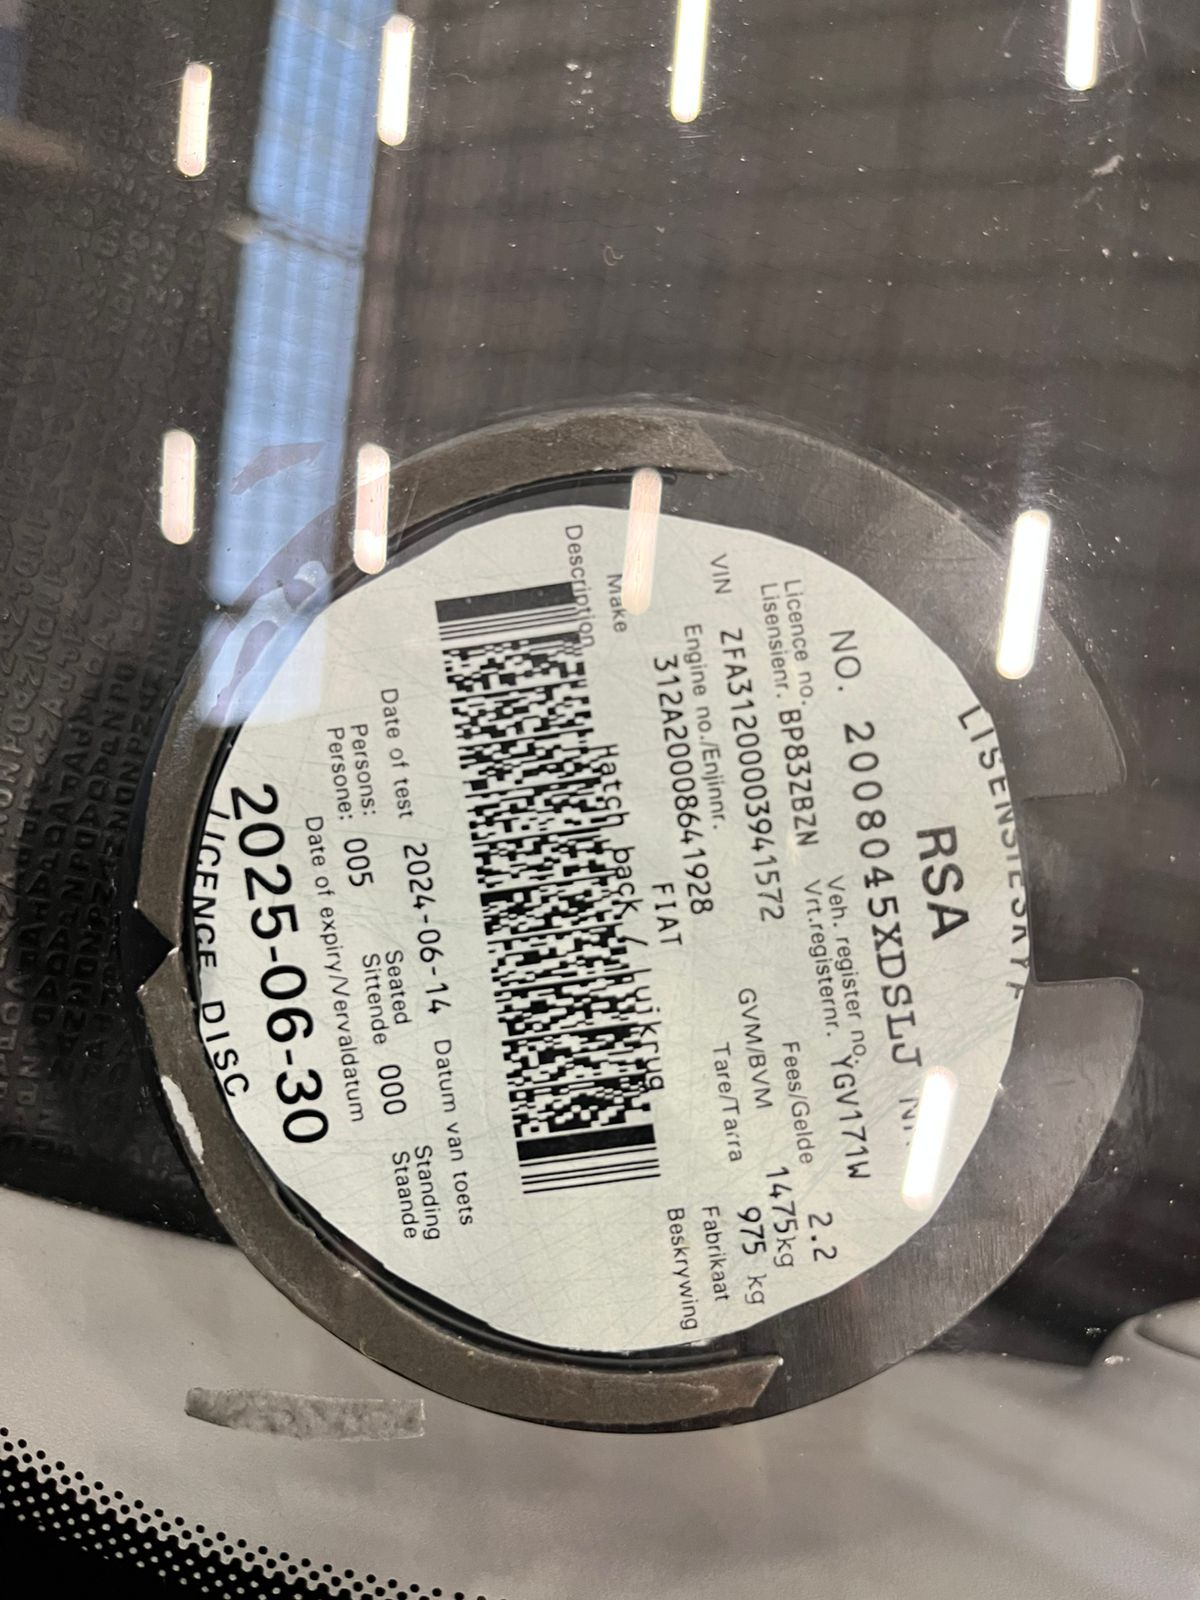 LISENSIESKYF
RSA
NO. 2008045XDSLJ NR.
Veh. register no.
Licence no.
Lisensienr. BP83ZBZN Vrt.registernr. YGV171W
VIN ZFA3120000J3941572 Fees/Gelde 2.2
Engine no./Enjinnr. GVM/BVM 1475kg
312A20008641928 Tare/Tarra 975 kg
Make FIAT Fabrikaat
Description Hatch back / Luikrug Beskrywing
Date of test 2024-06-14 Datum van toets
Persons: Seated Standing
Persone: 005 Sittende 000 Staande
Date of expiry/Vervaldatum
2025-06-30
LICENCE DISC